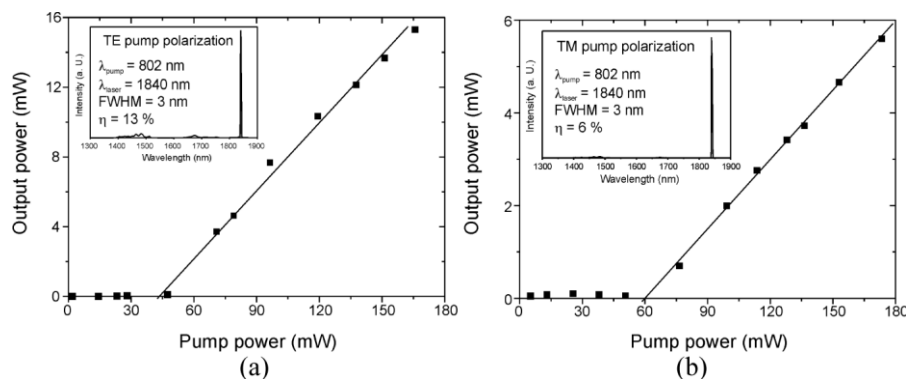 16
12
8
4
0
0 30 60 90 120 150 180
Output power (mW)
Pump power (mW)
TE pump polarization
λpump = 802 nm
λlaser = 1840 nm
FWHM = 3 nm
η = 13 %
Intensity (a. U.)
1300 1400 1500 1600 1700 1800 1900
Wavelength (nm)
(a)
6
4
2
0
0 30 60 90 120 150 180
Output power (mW)
Pump power (mW)
TM pump polarization
λpump = 802 nm
λlaser = 1840 nm
FWHM = 3 nm
η = 6 %
Intensity (a. U.)
1300 1400 1500 1600 1700 1800 1900
Wavelength (nm)
(b)